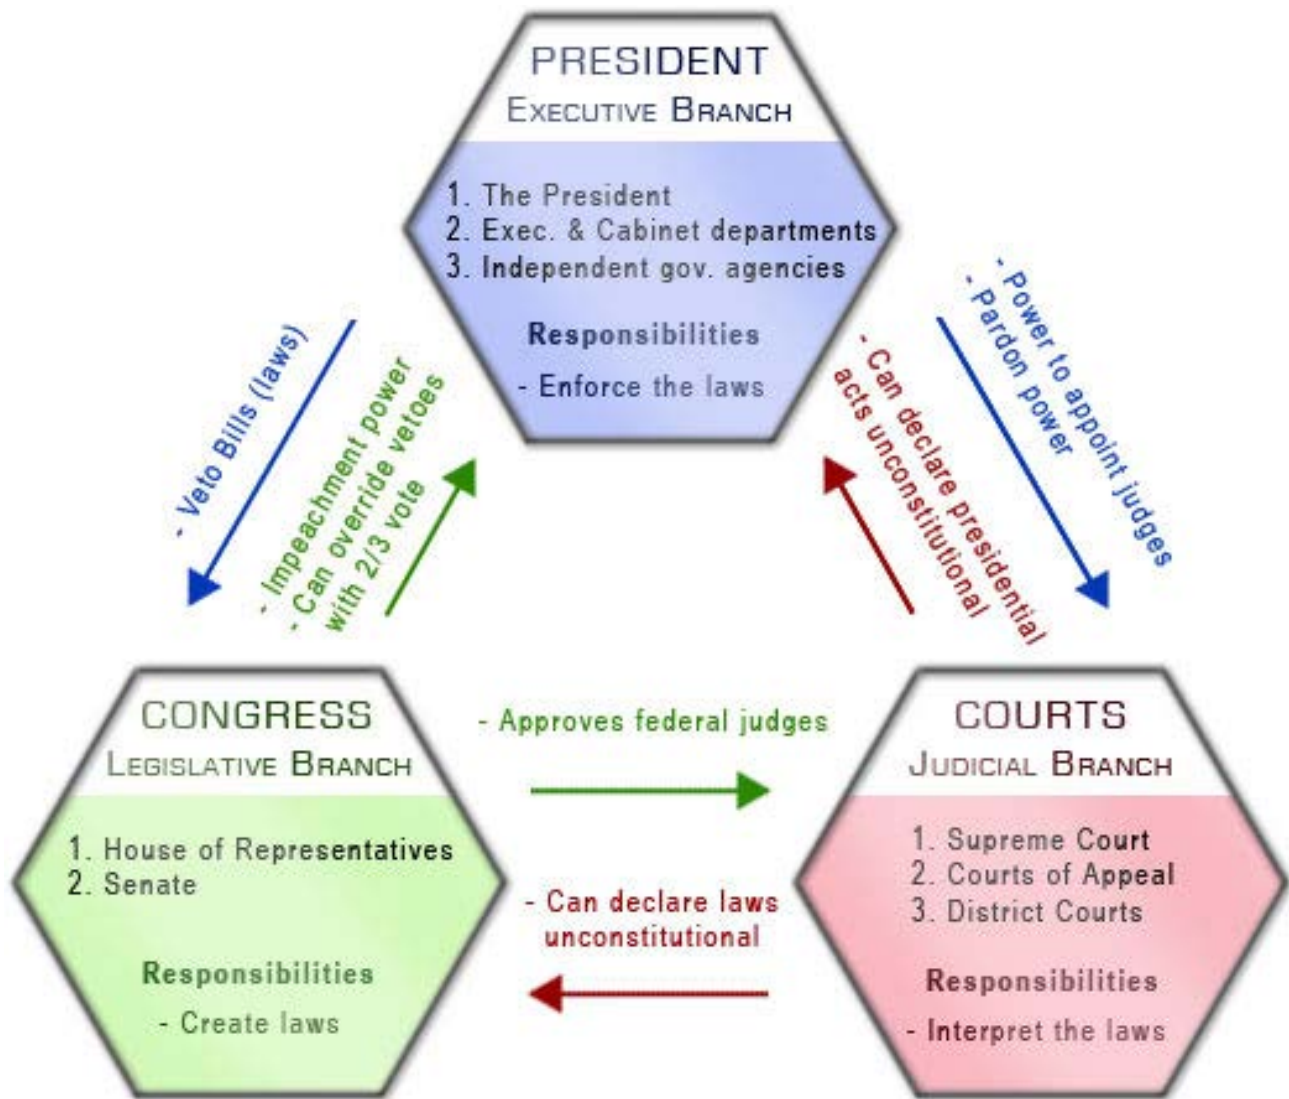 PRESIDENT
EXECUTIVE BRANCH
1. The President
2. Exec. & Cabinet departments
3. Independent gov. agencies
Responsibilities
- Enforce the laws
- Veto Bills (laws)
- Impeachment power
- Can override vetoes
with 2/3 vote
- Can declare presidential
acts unconstitutional
- Power to appoint judges
- Pardon power
CONGRESS
LEGISLATIVE BRANCH
1. House of Representatives
2. Senate
Responsibilities
- Create laws
- Approves federal judges
- Can declare laws
unconstitutional
COURTS
JUDICIAL BRANCH
1. Supreme Court
2. Courts of Appeal
3. District Courts
Responsibilities
- Interpret the laws